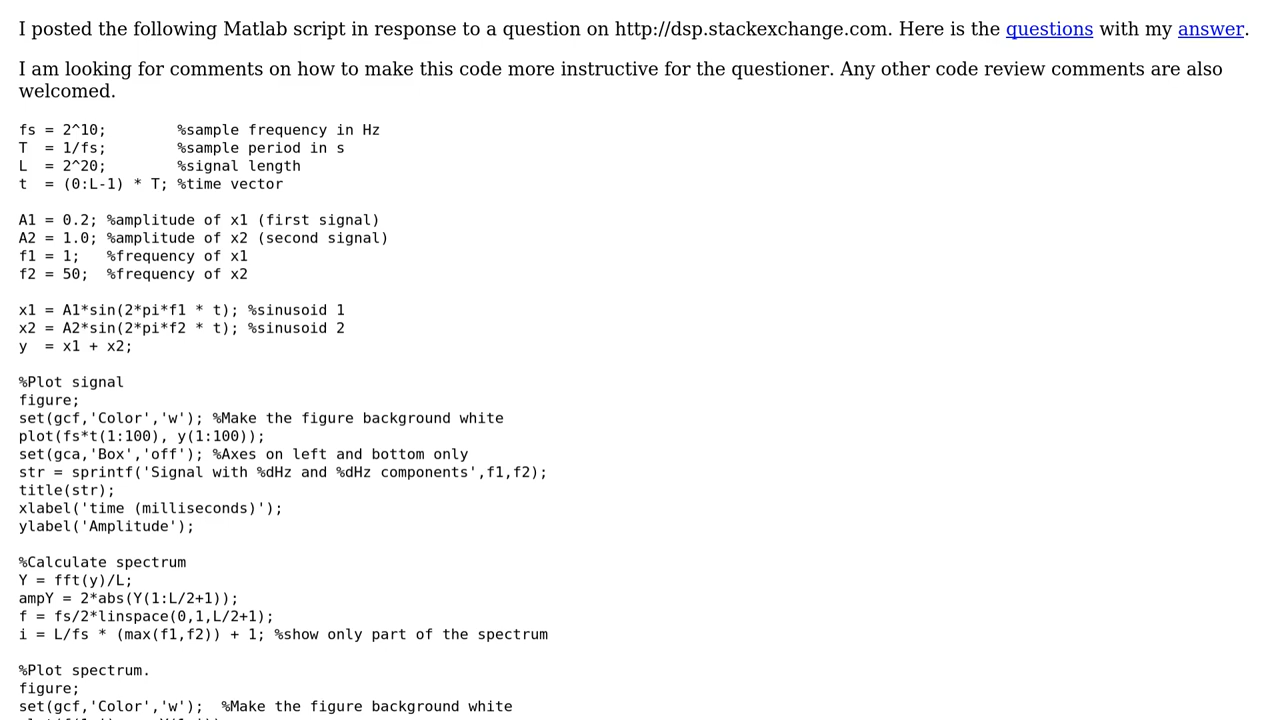 I posted the following Matlab script in response to a question on http://dsp.stackexchange.com. Here is the questions with my answer.
I am looking for comments on how to make this code more instructive for the questioner. Any other code review comments are also
welcomed.
fs = 2^10;        %sample frequency in Hz
T  = 1/fs;        %sample period in s
L  = 2^20;        %signal length
t  = (0:L-1) * T; %time vector
A1 = 0.2; %amplitude of x1 (first signal)
A2 = 1.0; %amplitude of x2 (second signal)
f1 = 1;   %frequency of x1
f2 = 50;  %frequency of x2
x1 = A1*sin(2*pi*f1 * t); %sinusoid 1
x2 = A2*sin(2*pi*f2 * t); %sinusoid 2
y  = x1 + x2;
%Plot signal
figure;
set(gcf,'Color','w'); %Make the figure background white
plot(fs*t(1:100), y(1:100));
set(gca,'Box','off'); %Axes on left and bottom only
str = sprintf('Signal with %dHz and %dHz components',f1,f2);
title(str);
xlabel('time (milliseconds)');
ylabel('Amplitude');
%Calculate spectrum
Y = fft(y)/L;
ampY = 2*abs(Y(1:L/2+1));
f = fs/2*linspace(0,1,L/2+1);
i = L/fs * (max(f1,f2)) + 1; %show only part of the spectrum
%Plot spectrum.
figure;
set(gcf,'Color','w');  %Make the figure background white